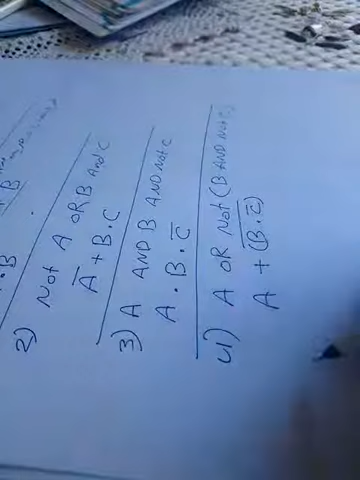 B
2) Not A OR B And C
A̅ + B . C
3) A AND B AND Not C
A . B . C̅
4) A OR Not (B AND Not C)
A + (B . C̅)̅